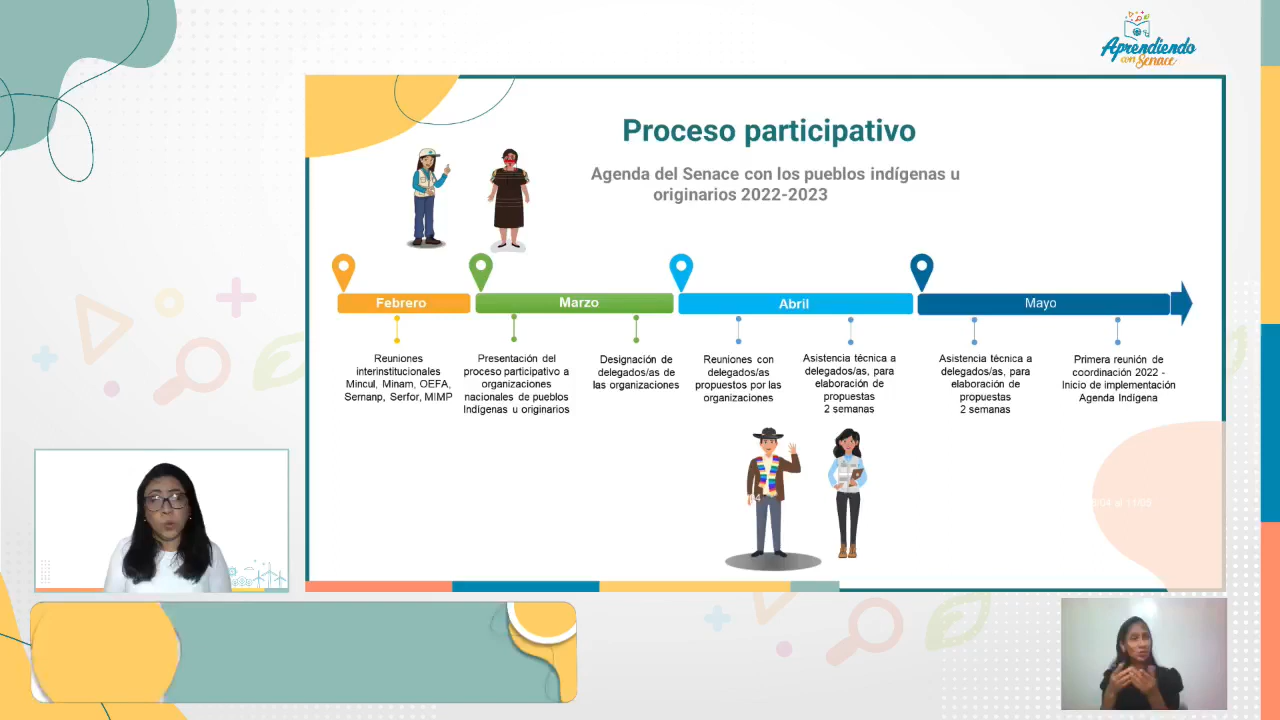 Aprendiendo
con Senace
Proceso participativo
Agenda del Senace con los pueblos indígenas u
originarios 2022-2023
Febrero
Marzo
Abril
Mayo
Reuniones
interinstitucionales
Mincul, Minam, OEFA,
Sernanp, Serfor, MIMP
Presentación del
proceso participativo a
organizaciones
nacionales de pueblos
Indígenas u originarios
Designación de
delegados/as de
las organizaciones
Reuniones con
delegados/as
propuestos por las
organizaciones
Asistencia técnica a
delegados/as, para
elaboración de
propuestas
2 semanas
Asistencia técnica a
delegados/as, para
elaboración de
propuestas
2 semanas
Primera reunión de
coordinación 2022 -
Inicio de implementación
Agenda Indígena